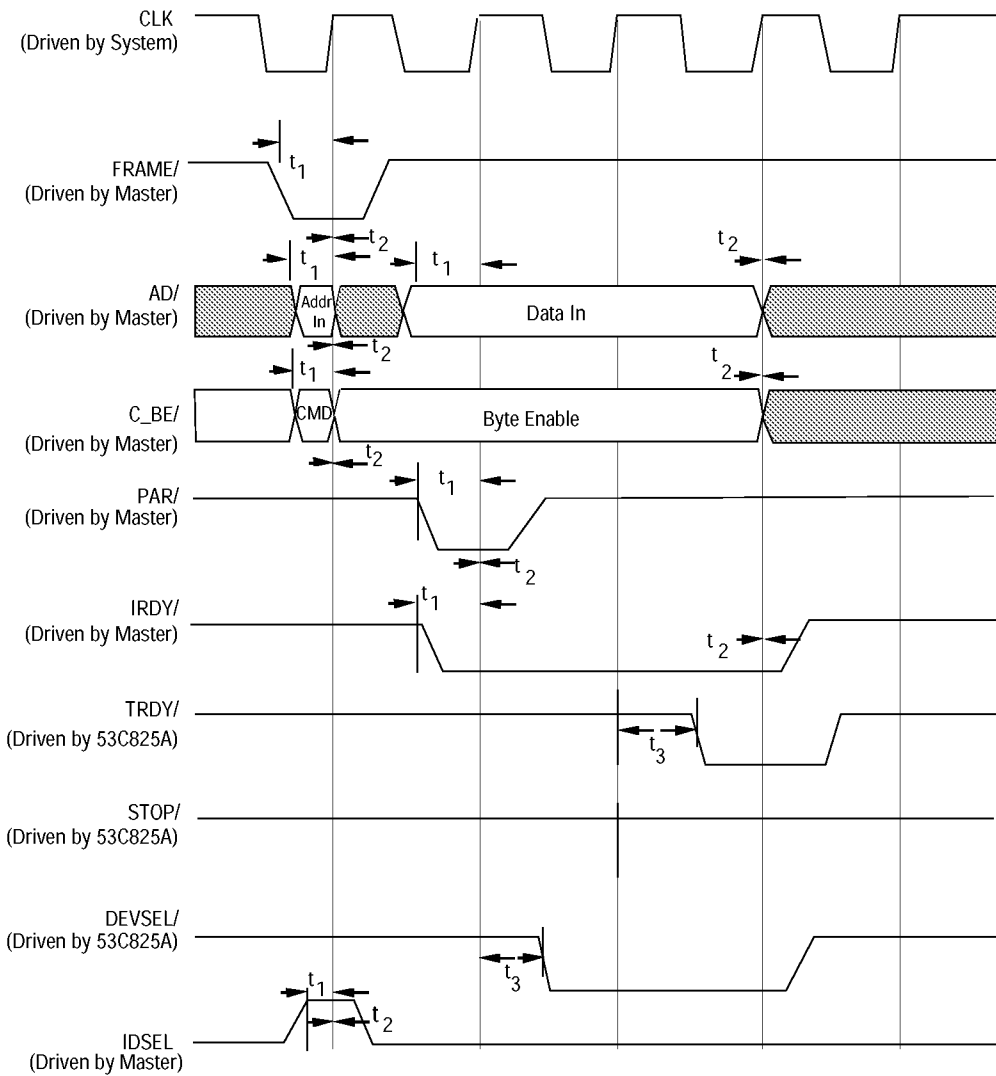 CLK
(Driven by System)
t1
FRAME/
(Driven by Master)
t2
t1
t1
t2
AD/
(Driven by Master)
Addr
In
Data In
t2
t1
t2
C_BE/
(Driven by Master)
CMD
Byte Enable
t2
t1
PAR/
(Driven by Master)
t2
t1
IRDY/
(Driven by Master)
t2
TRDY/
(Driven by 53C825A)
t3
STOP/
(Driven by 53C825A)
DEVSEL/
(Driven by 53C825A)
t3
t1
t2
IDSEL
(Driven by Master)